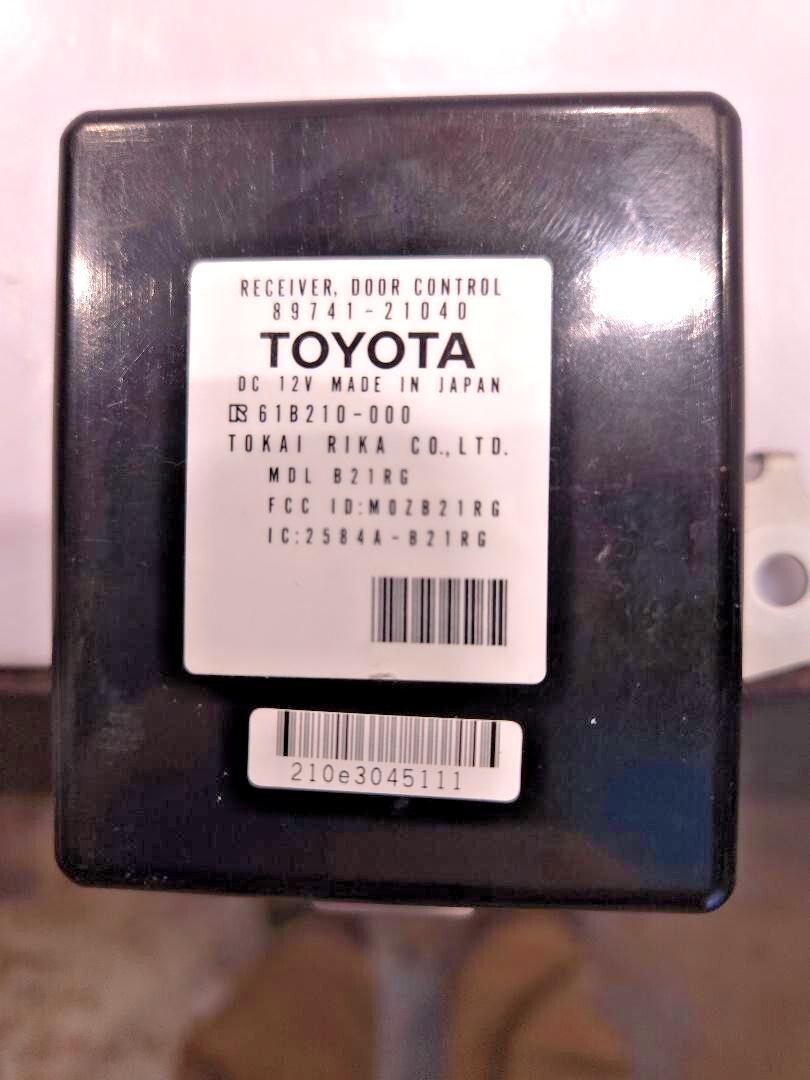 RECEIVER, DOOR CONTROL
89741-21040
TOYOTA
DC 12V MADE IN JAPAN
61B210-000
TOKAI RIKA CO.,LTD.
MDL B21RG
FCC ID:MOZB21RG
IC:2584A-B21RG
210e3045111